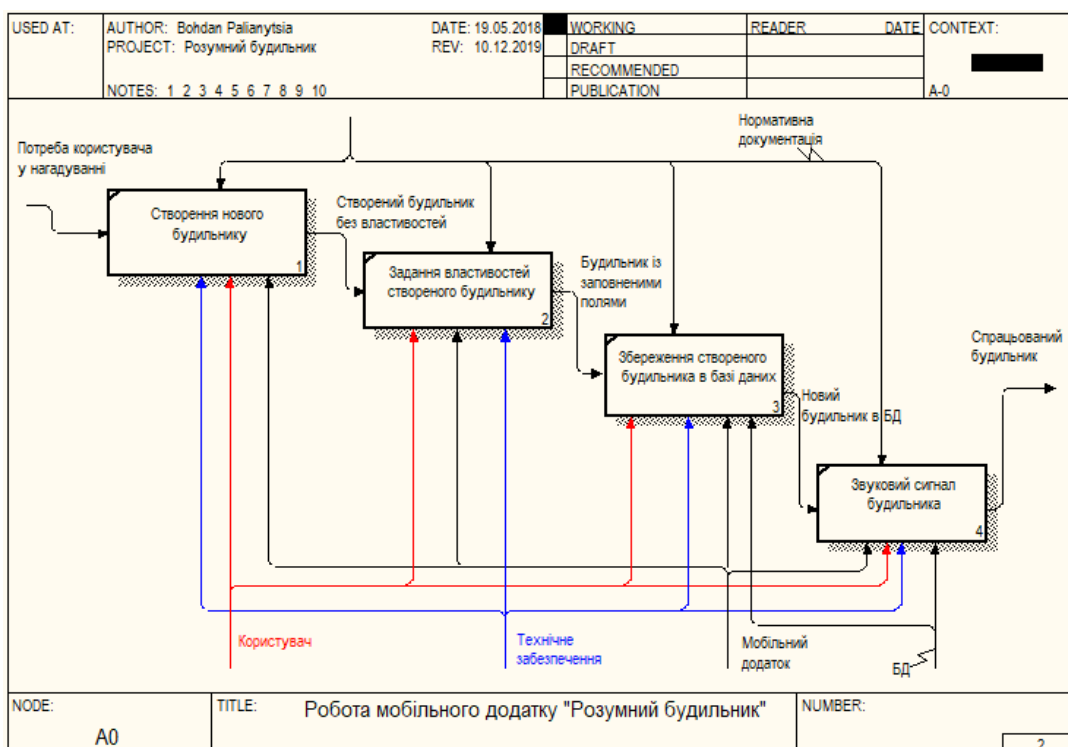 USED AT:
AUTHOR: Bohdan Palianytsia
DATE: 19.05.2018
WORKING
READER
DATE
CONTEXT:
PROJECT: Розумний будильник
REV: 10.12.2019
DRAFT
RECOMMENDED
NOTES: 1 2 3 4 5 6 7 8 9 10
PUBLICATION
A-0
Нормативна
документація
Потреба користувача
у нагадуванні
Створення нового
будильнику
1
Створений будильник
без властивостей
Задання властивостей
створеного будильнику
2
Будильник із
заповненими
полями
Збереження створеного
будильника в базі даних
3
Спрацьований
будильник
Новий
будильник в БД
Звуковий сигнал
будильника
4
Користувач
Технічне
забезпечення
Мобільний
додаток
БД
NODE:
A0
TITLE:
Робота мобільного додатку "Розумний будильник"
NUMBER:
2